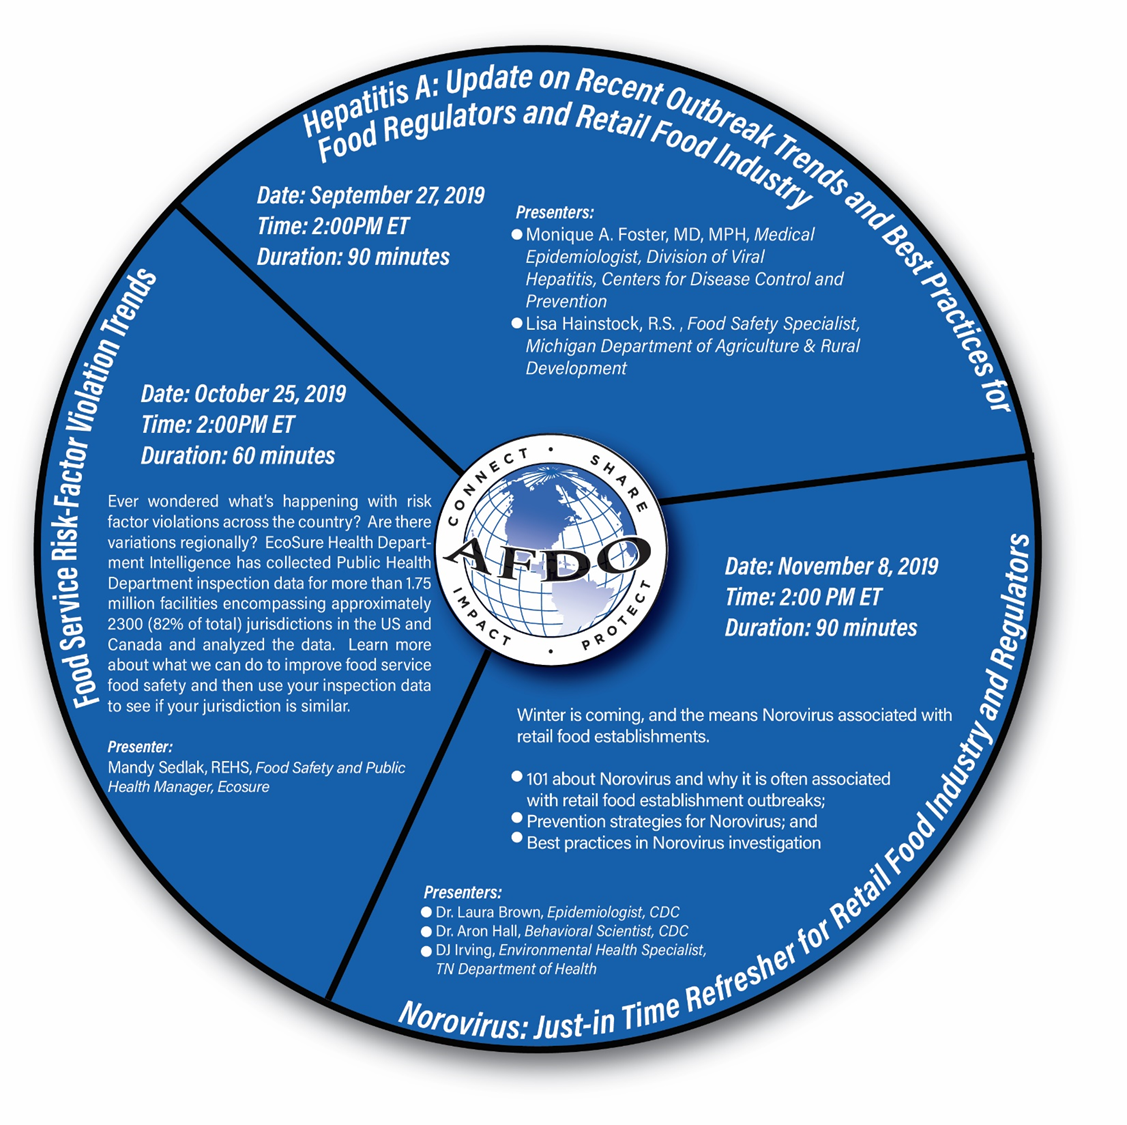 Hepatitis A: Update on Recent Outbreak Trends and Best Practices for
Food Regulators and Retail Food Industry
Date: September 27, 2019
Time: 2:00PM ET
Duration: 90 minutes
Presenters:
Monique A. Foster, MD, MPH, Medical
Epidemiologist, Division of Viral
Hepatitis, Centers for Disease Control and
Prevention
Lisa Hainstock, R.S. , Food Safety Specialist,
Michigan Department of Agriculture & Rural
Development
Food Service Risk-Factor Violation Trends
Date: October 25, 2019
Time: 2:00PM ET
Duration: 60 minutes
Ever wondered what's happening with risk
factor violations across the country? Are there
variations regionally? EcoSure Health Depart-
ment Intelligence has collected Public Health
Department inspection data for more than 1.75
million facilities encompassing approximately
2300 (82% of total) jurisdictions in the US and
Canada and analyzed the data. Learn more
about what we can do to improve food service
food safety and then use your inspection data
to see if your jurisdiction is similar.
Presenter:
Mandy Sedlak, REHS, Food Safety and Public
Health Manager, Ecosure
CONNECT • SHARE
AFDO
IMPACT • PROTECT
Norovirus: Just-in Time Refresher for Retail Food Industry and Regulators
Date: November 8, 2019
Time: 2:00 PM ET
Duration: 90 minutes
Winter is coming, and the means Norovirus associated with
retail food establishments.
101 about Norovirus and why it is often associated
with retail food establishment outbreaks;
Prevention strategies for Norovirus; and
Best practices in Norovirus investigation
Presenters:
Dr. Laura Brown, Epidemiologist, CDC
Dr. Aron Hall, Behavioral Scientist, CDC
DJ Irving, Environmental Health Specialist,
TN Department of Health